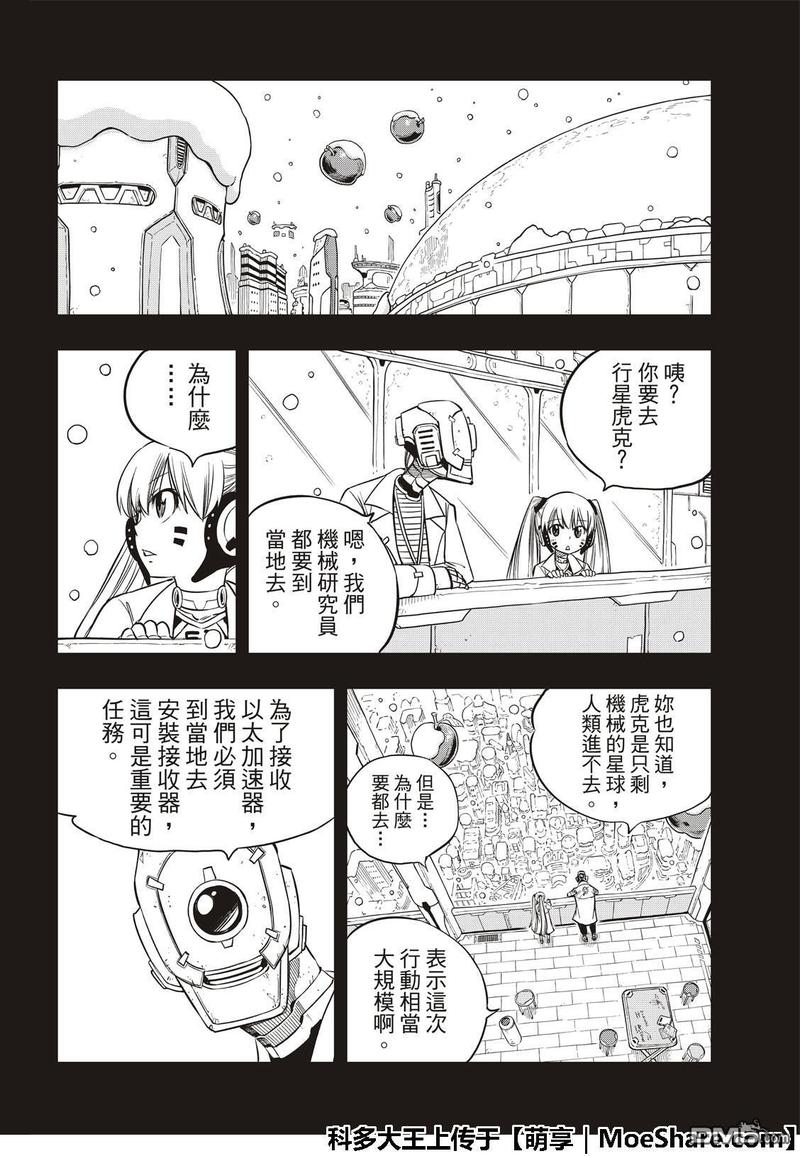 咦？
你要去
行星虎克？
嗯，我們
機械研究員
都要到
當地去。
為什麼
⋯⋯
妳也知道，
虎克是只剩
機械的星球，
人類進不去。
但是⋯
為什麼
要都去⋯
表示這次
行動相當
大規模啊。
為了接收
以太加速器，
我們必須
到當地去
安裝接收器，
這可是重要的
任務。
科多大王上传于【萌享｜MoeShare.com】